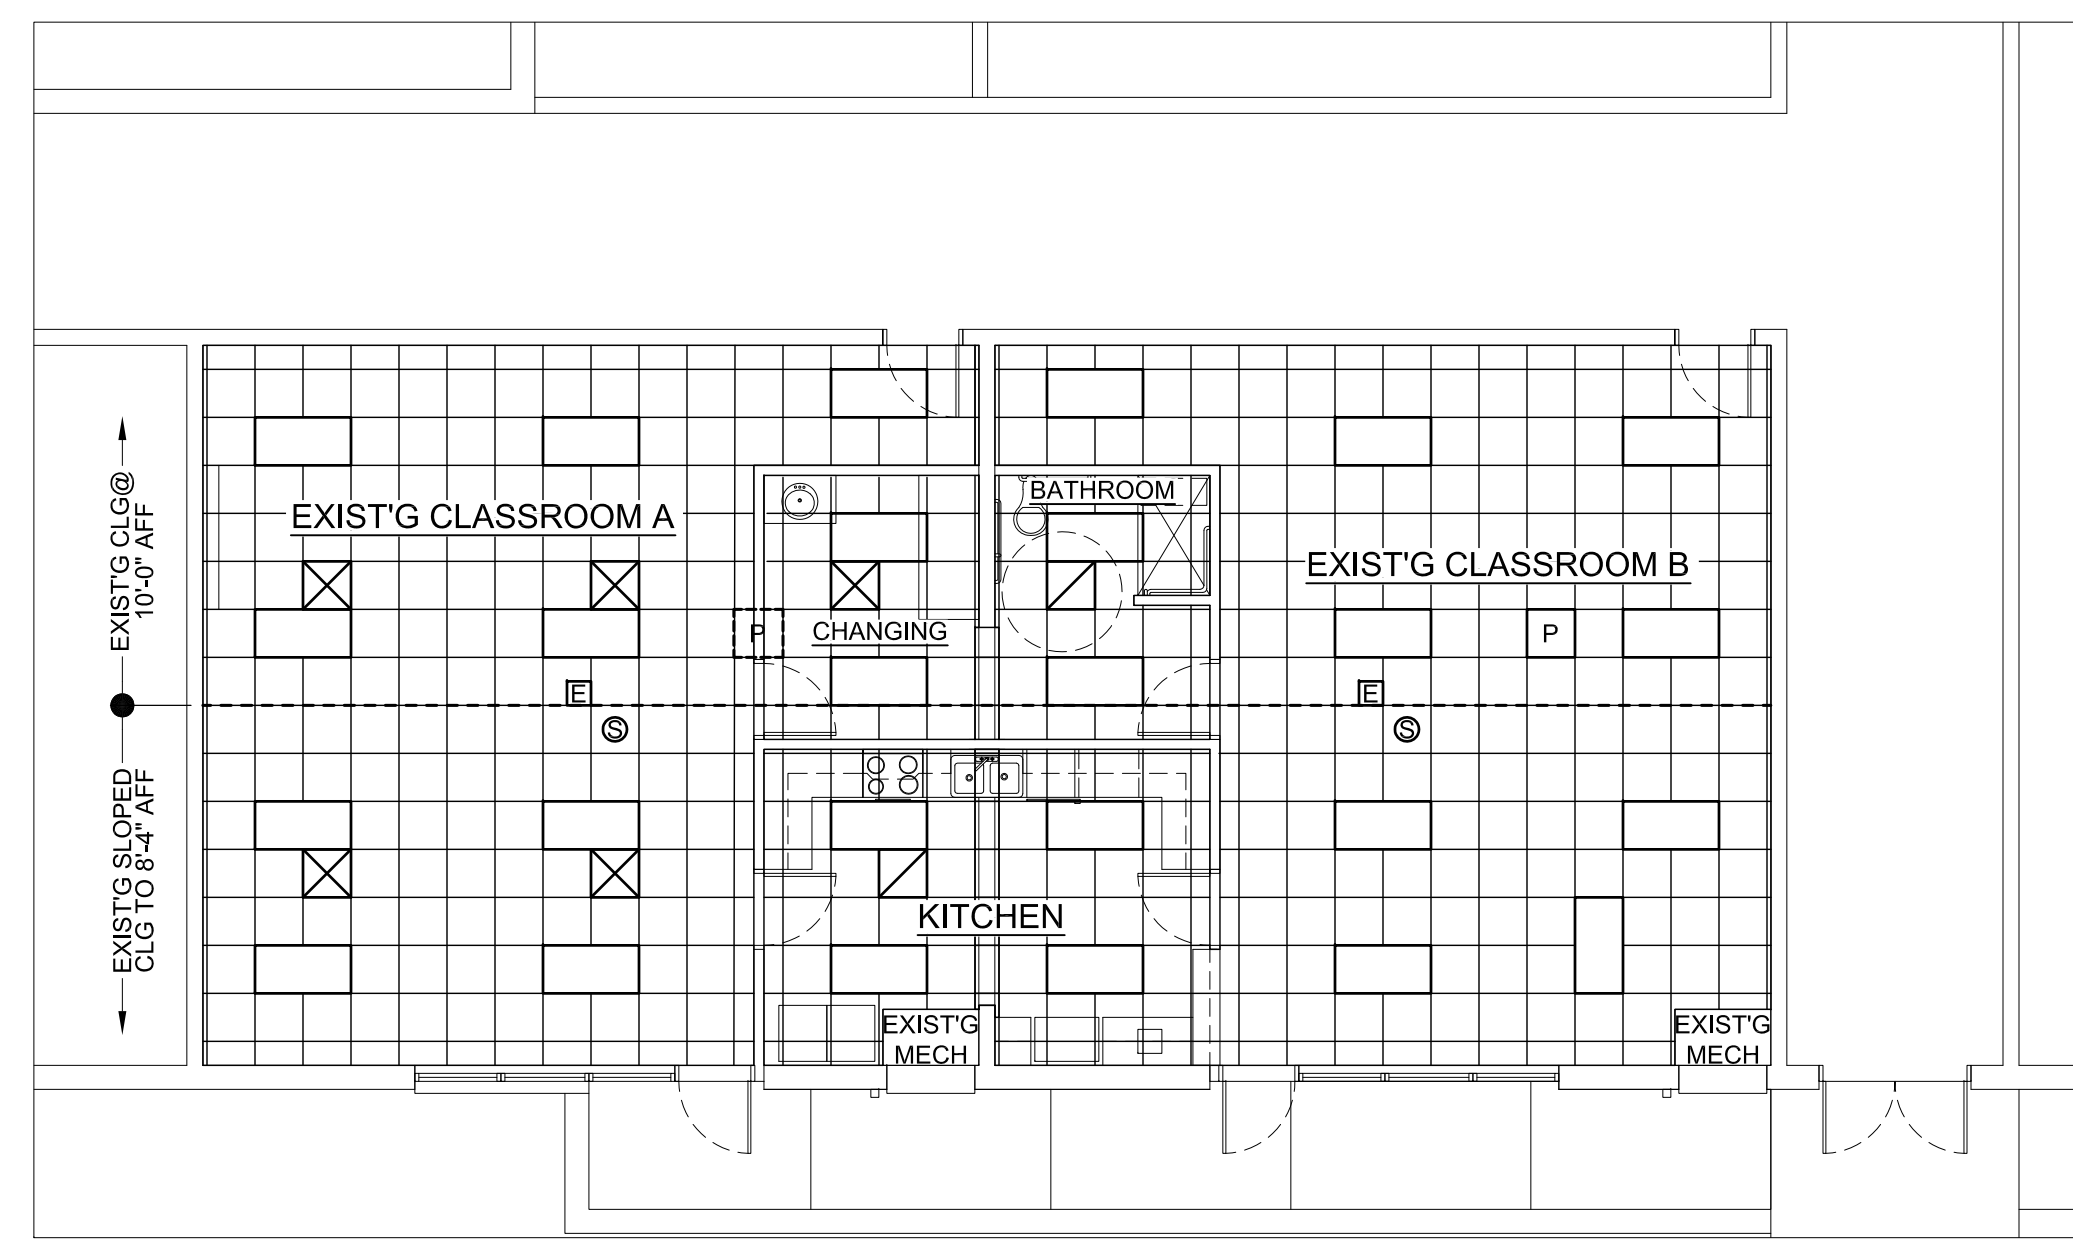 BATHROOM
EXIST'G CLASSROOM A
EXIST'G CLG@
10'-0" AFF
EXIST'G CLASSROOM B
P
CHANGING
P
E
E
S
S
EXIST'G SLOPED
CLG TO 8'-4" AFF
KITCHEN
EXIST'G
MECH
EXIST'G
MECH